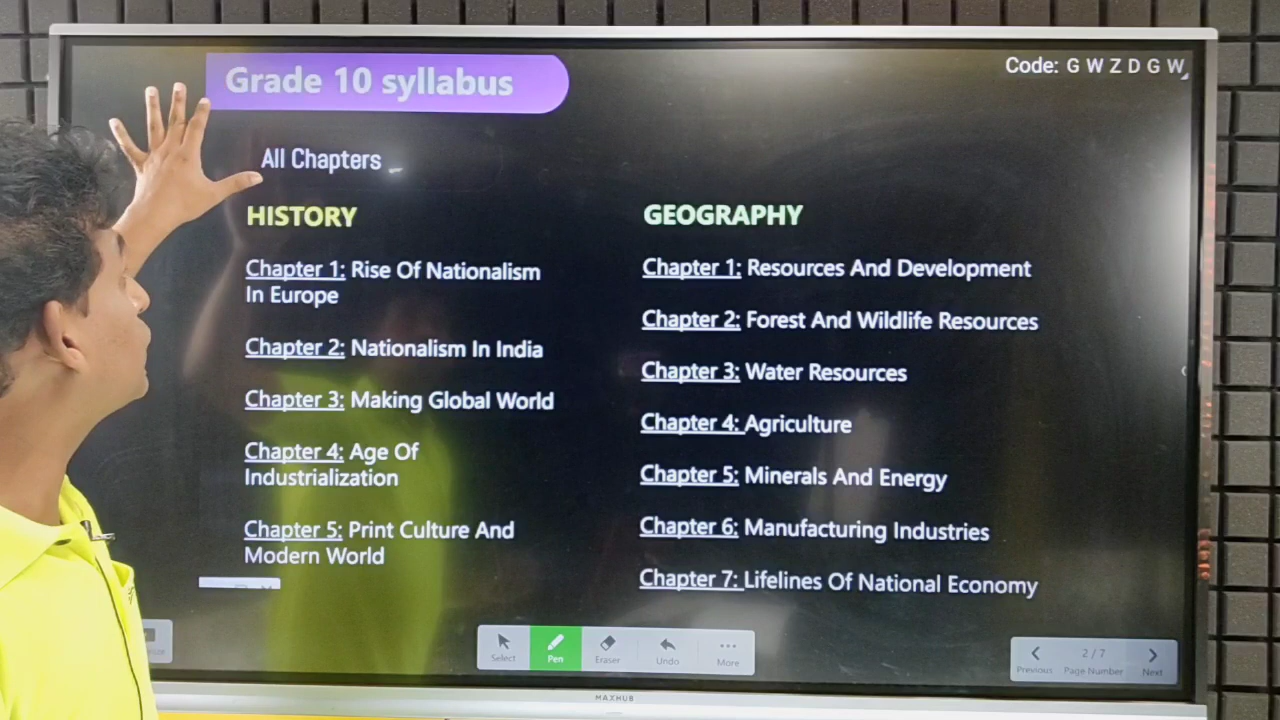 Grade 10 syllabus
Code: G W Z D G W
All Chapters
HISTORY
Chapter 1: Rise Of Nationalism
In Europe
Chapter 2: Nationalism In India
Chapter 3: Making Global World
Chapter 4: Age Of
Industrialization
Chapter 5: Print Culture And
Modern World
GEOGRAPHY
Chapter 1: Resources And Development
Chapter 2: Forest And Wildlife Resources
Chapter 3: Water Resources
Chapter 4: Agriculture
Chapter 5: Minerals And Energy
Chapter 6: Manufacturing Industries
Chapter 7: Lifelines Of National Economy
Select
Pen
Eraser
Undo
More
2 / 7
Previous
Page Number
Next
MAXHUB